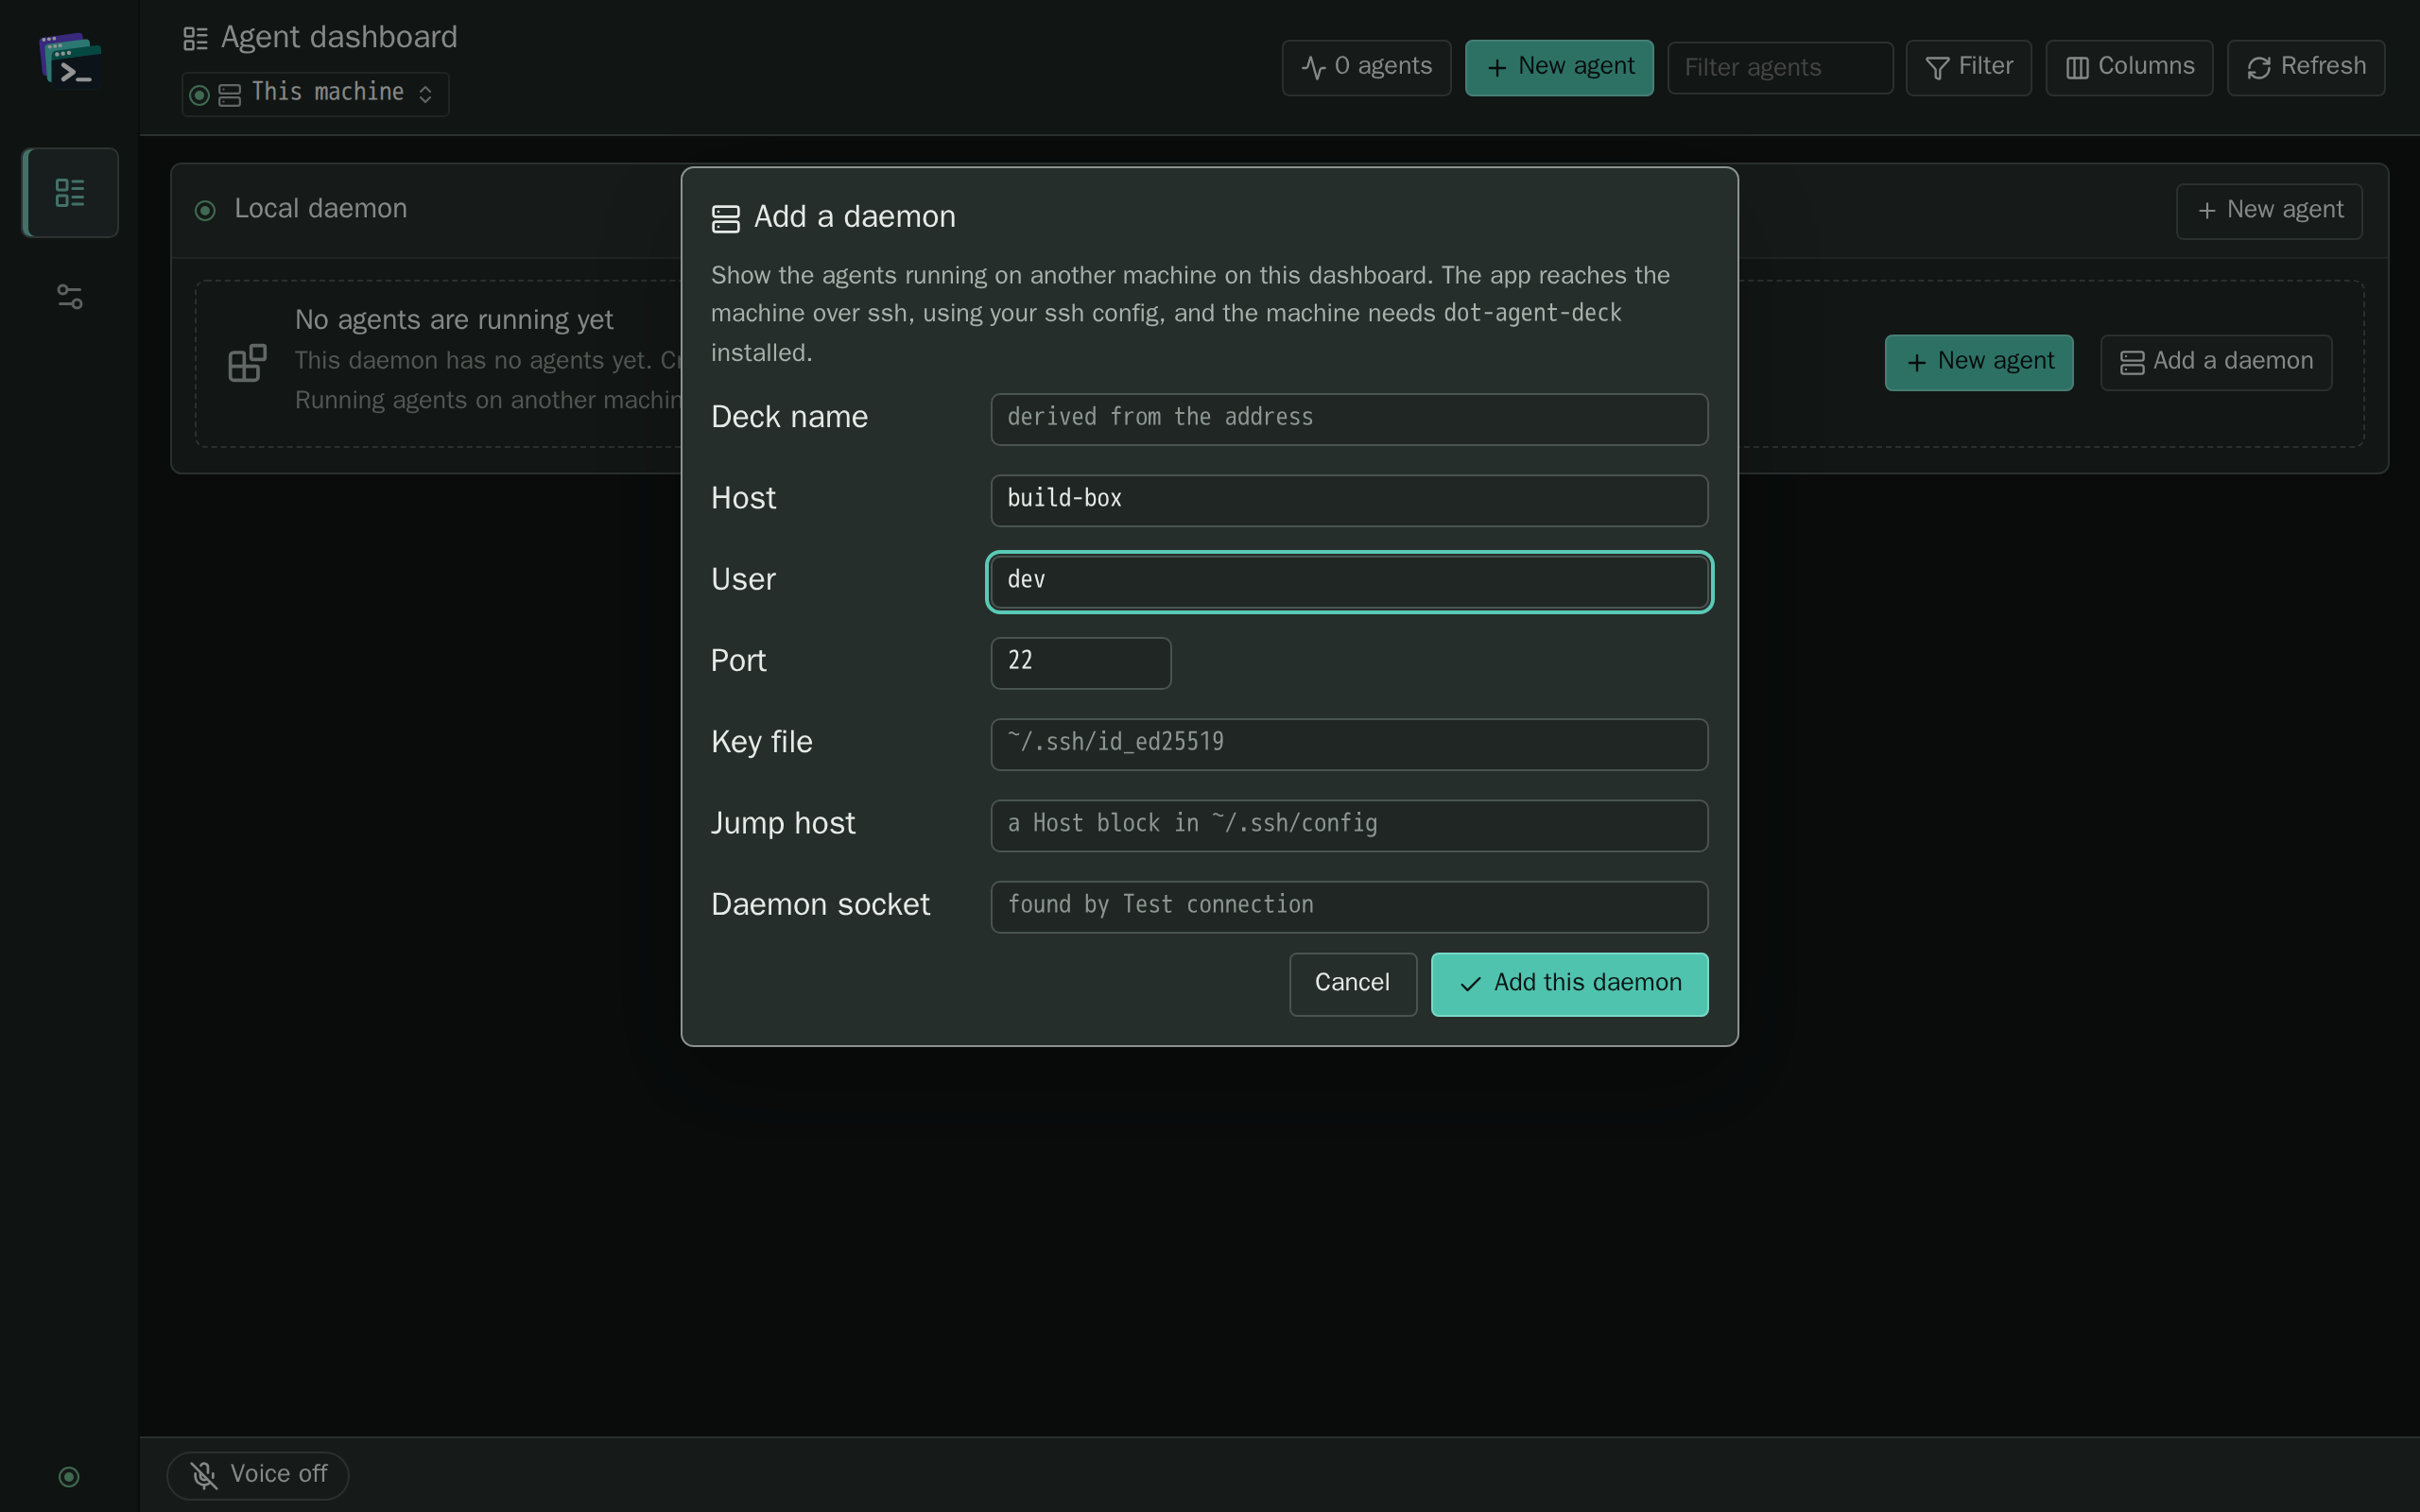 Agent dashboard
This machine
0 agents
New agent
Filter agents
Filter
Columns
Refresh
Local daemon
New agent
No agents are running yet
This daemon has no agents yet.
Running agents on another
New agent
Add a daemon
Add a daemon
Show the agents running on another machine on this dashboard. The app reaches the
machine over ssh, using your ssh config, and the machine needs dot-agent-deck
installed.
Deck name
derived from the address
Host
build-box
User
dev
Port
22
Key file
~/.ssh/id_ed25519
Jump host
a Host block in ~/.ssh/config
Daemon socket
found by Test connection
Cancel
Add this daemon
Voice off